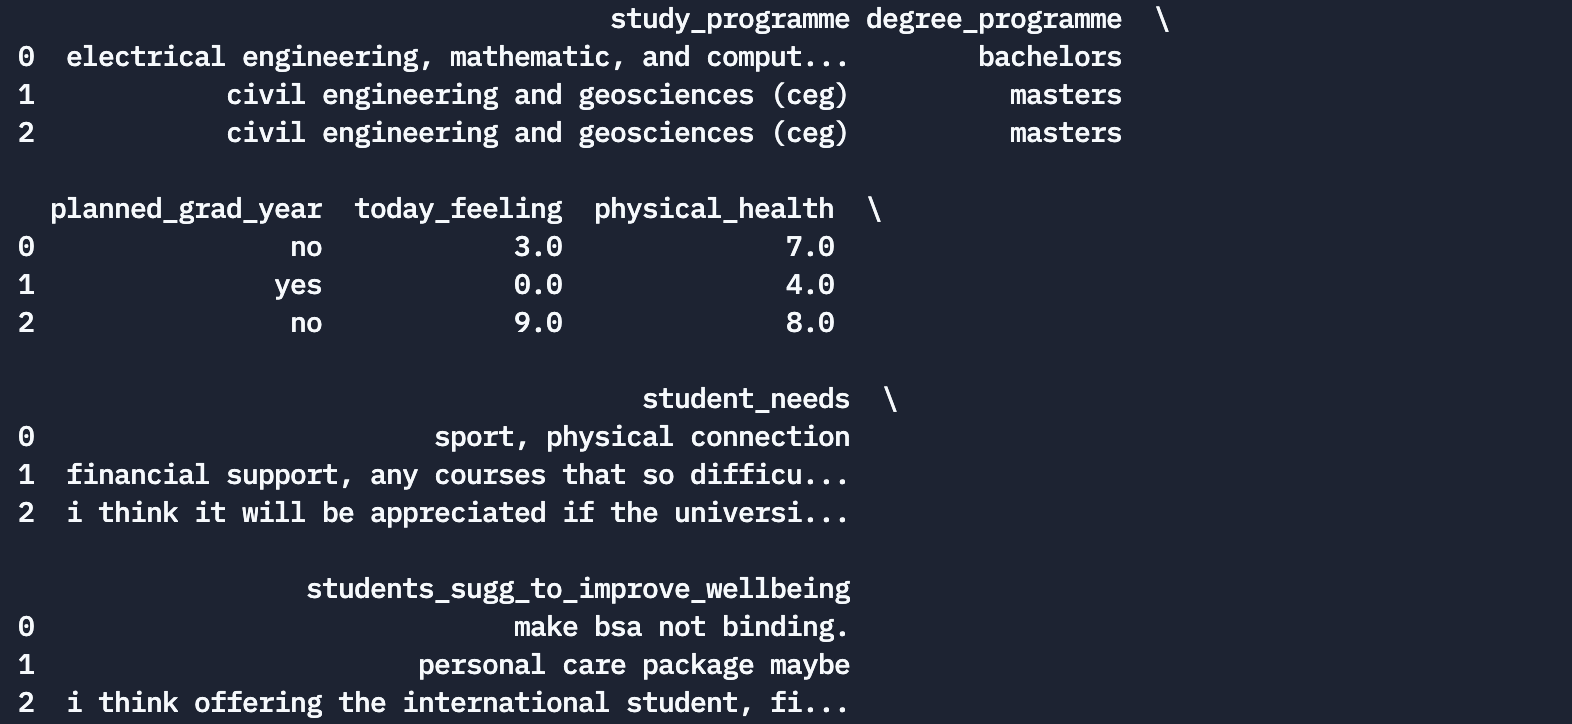 study_programme degree_programme \
0 electrical engineering, mathematic, and comput... bachelors
1 civil engineering and geosciences (ceg) masters
2 civil engineering and geosciences (ceg) masters
planned_grad_year today_feeling physical_health \
0 no 3.0 7.0
1 yes 0.0 4.0
2 no 9.0 8.0
student_needs \
0 sport, physical connection
1 financial support, any courses that so difficu...
2 i think it will be appreciated if the universi...
students_sugg_to_improve_wellbeing
0 make bsa not binding.
1 personal care package maybe
2 i think offering the international student, fi...